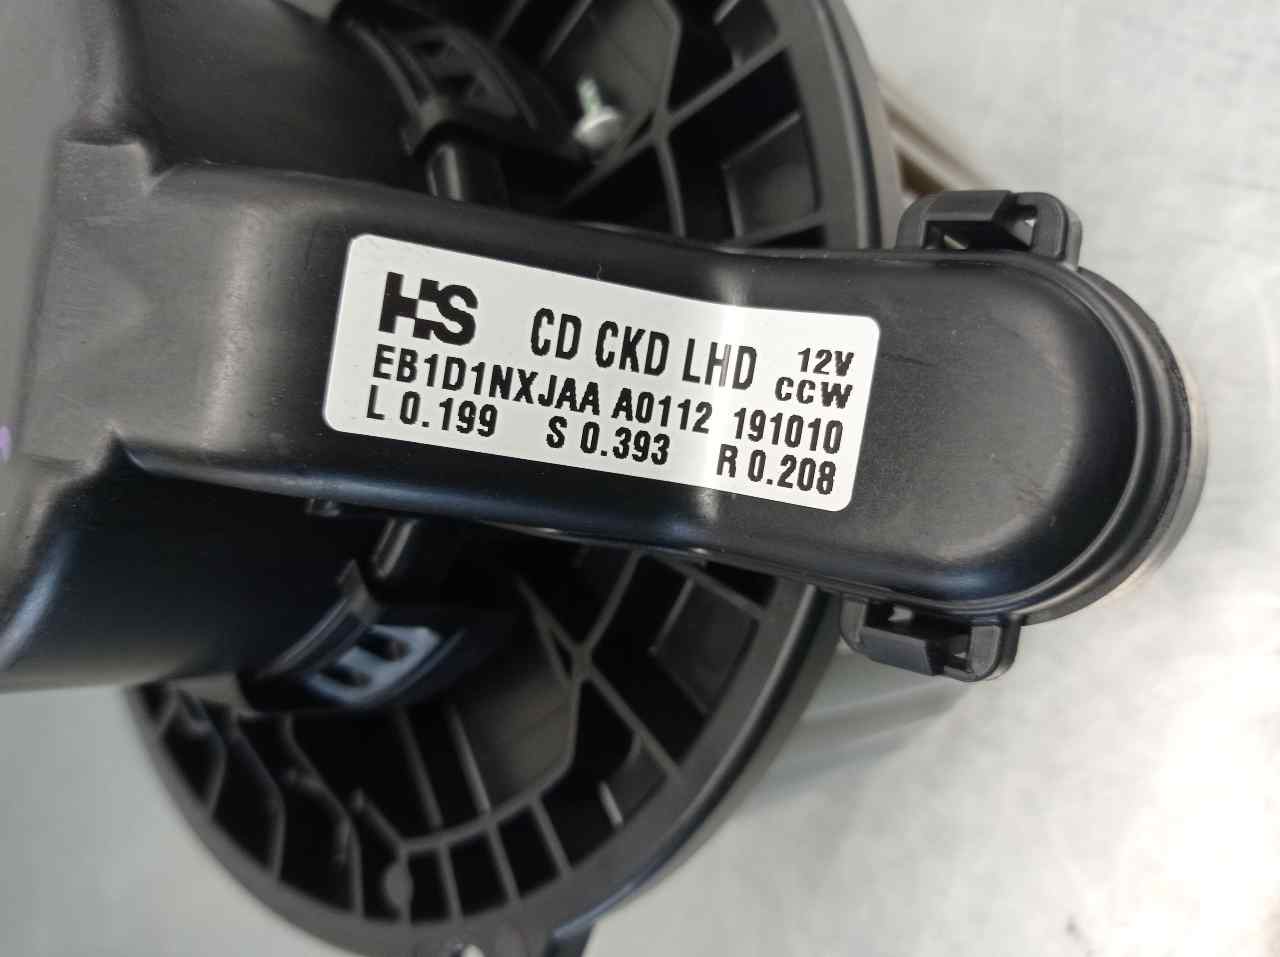 HS CD CKD LHD 12V
CCW
EB1D1NXJAA A0112 191010
L 0.199 S 0.393 R 0.208